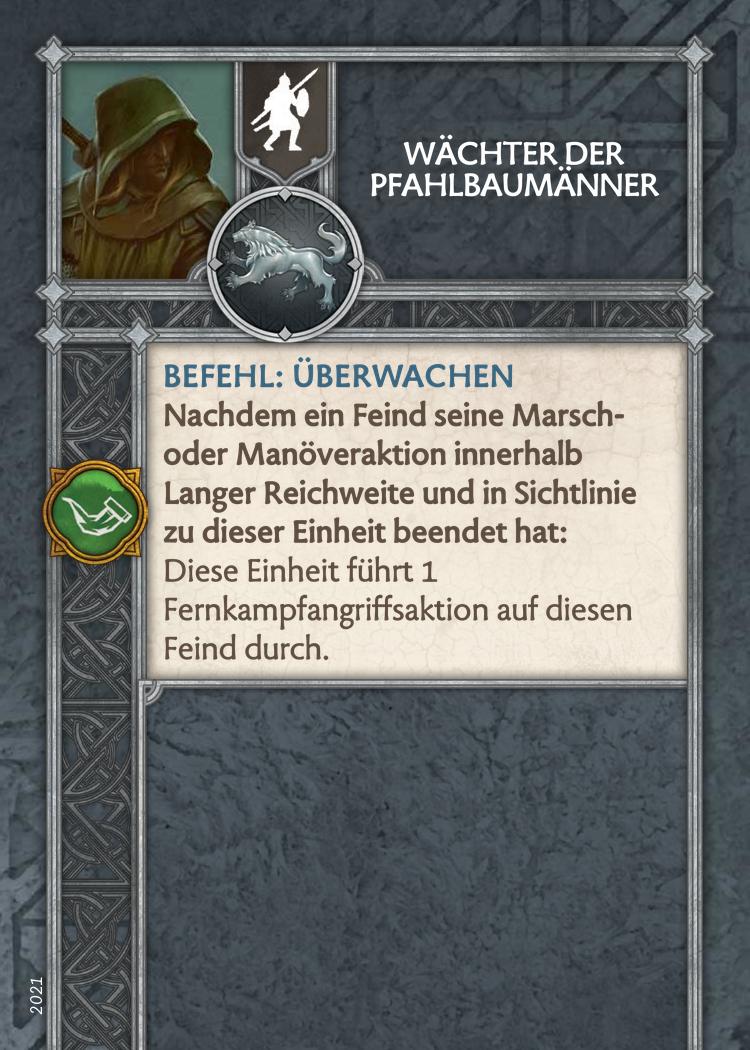 WÄCHTER DER
PFAHLBAUMÄNNER
BEFEHL: ÜBERWACHEN
Nachdem ein Feind seine Marsch-
oder Manöveraktion innerhalb
Langer Reichweite und in Sichtlinie
zu dieser Einheit beendet hat:
Diese Einheit führt 1
Fernkampfangriffsaktion auf diesen
Feind durch.
2021